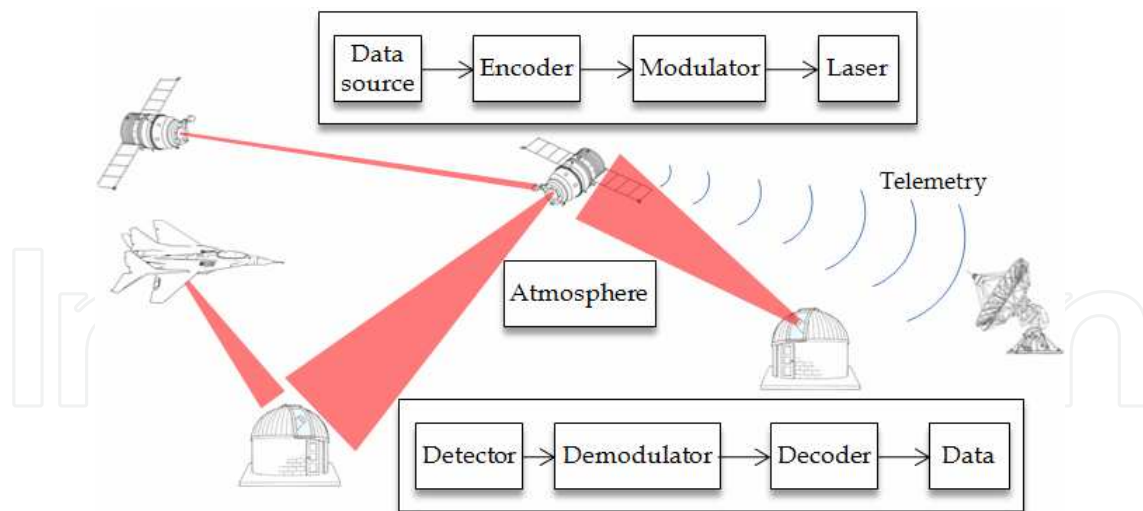 Data
source
Encoder
Modulator
Laser
Telemetry
Atmosphere
Detector
Demodulator
Decoder
Data